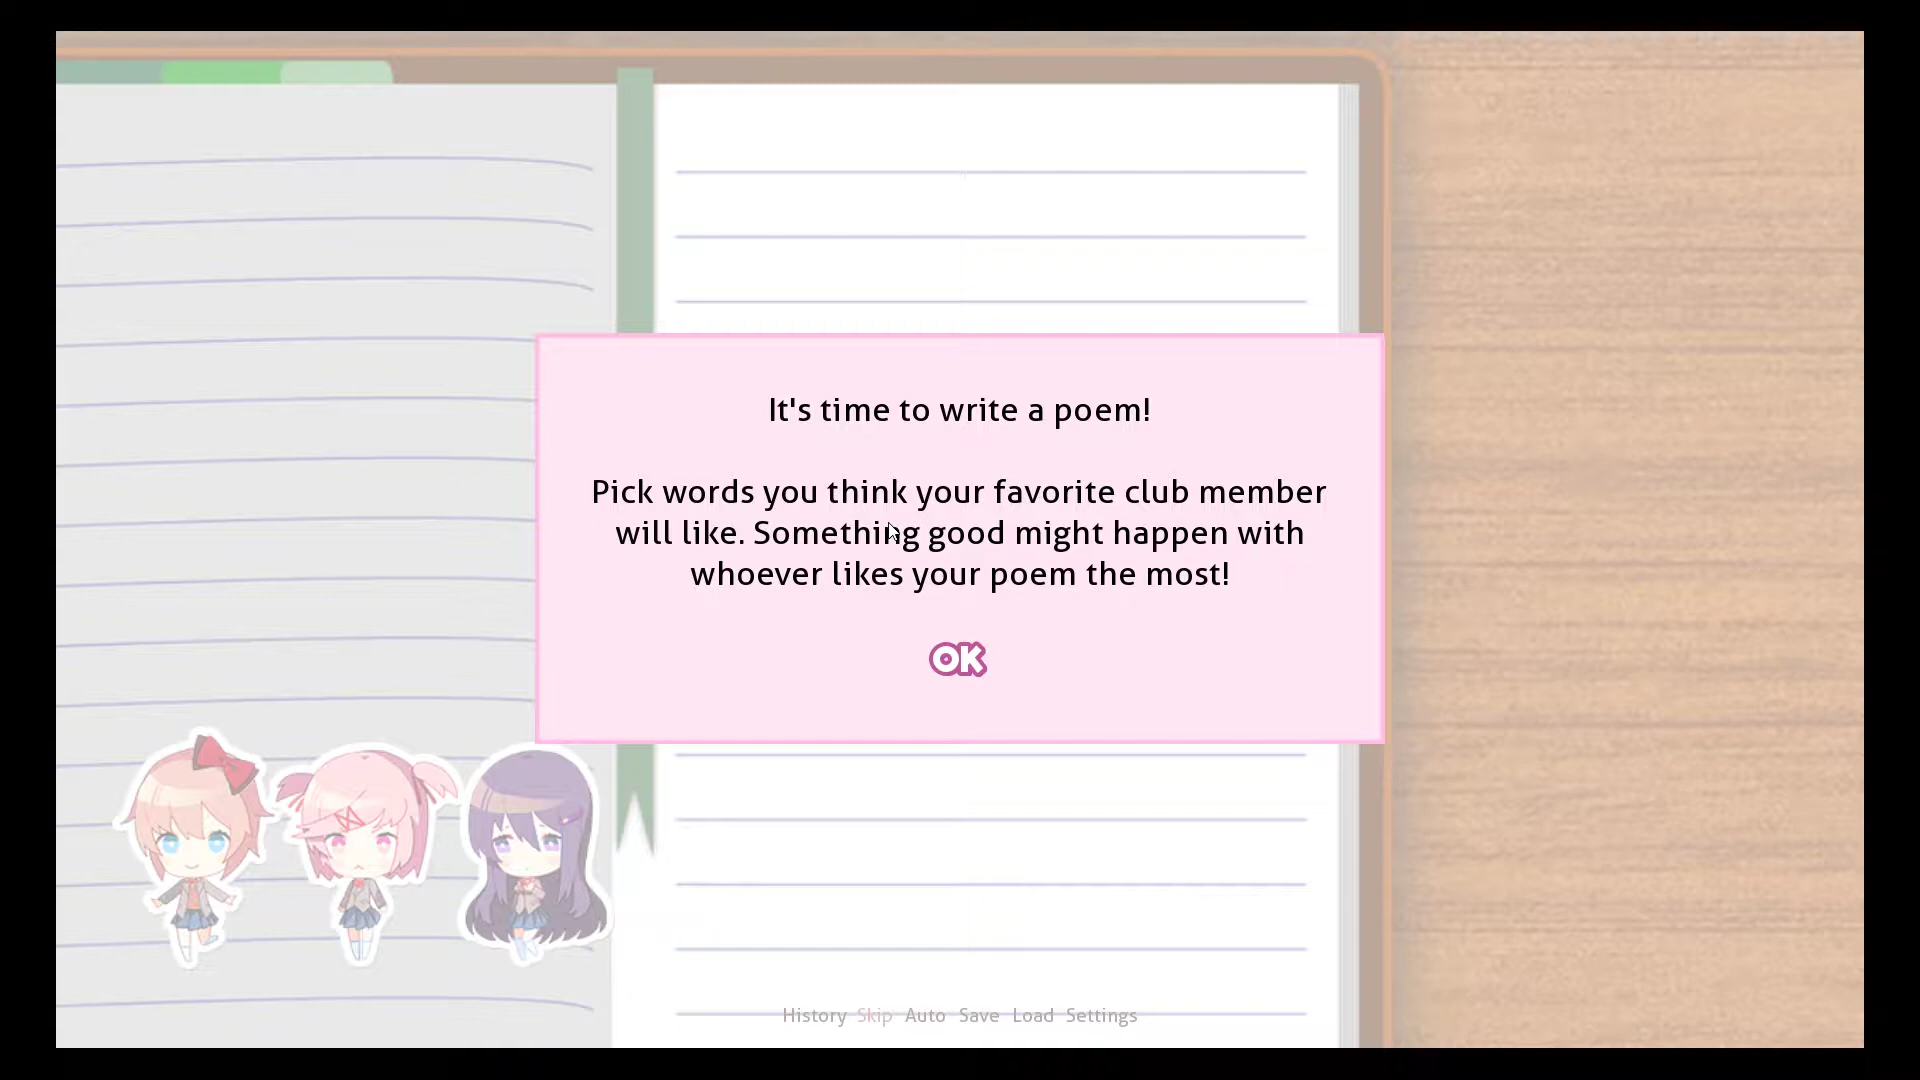 It's time to write a poem!
Pick words you think your favorite club member
will like. Something good might happen with
whoever likes your poem the most!
OK
History Skip Auto Save Load Settings